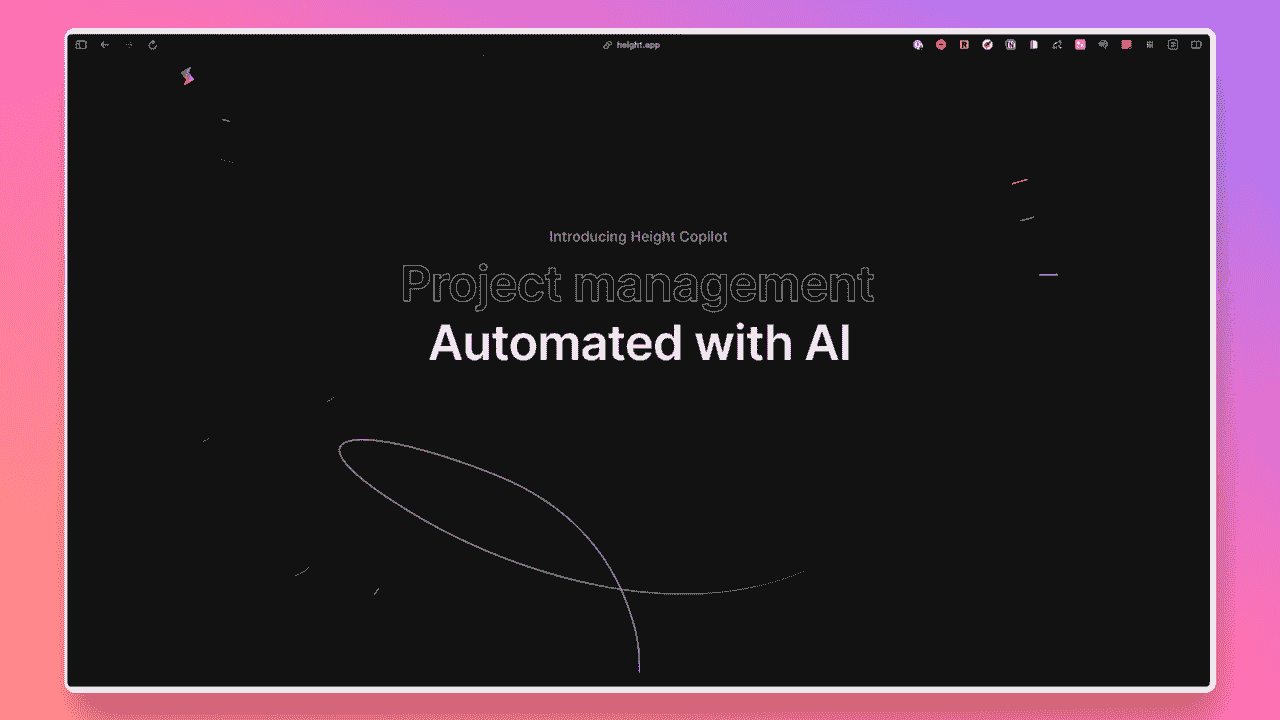 height.app
Introducing Height Copilot
Project management
Automated with AI